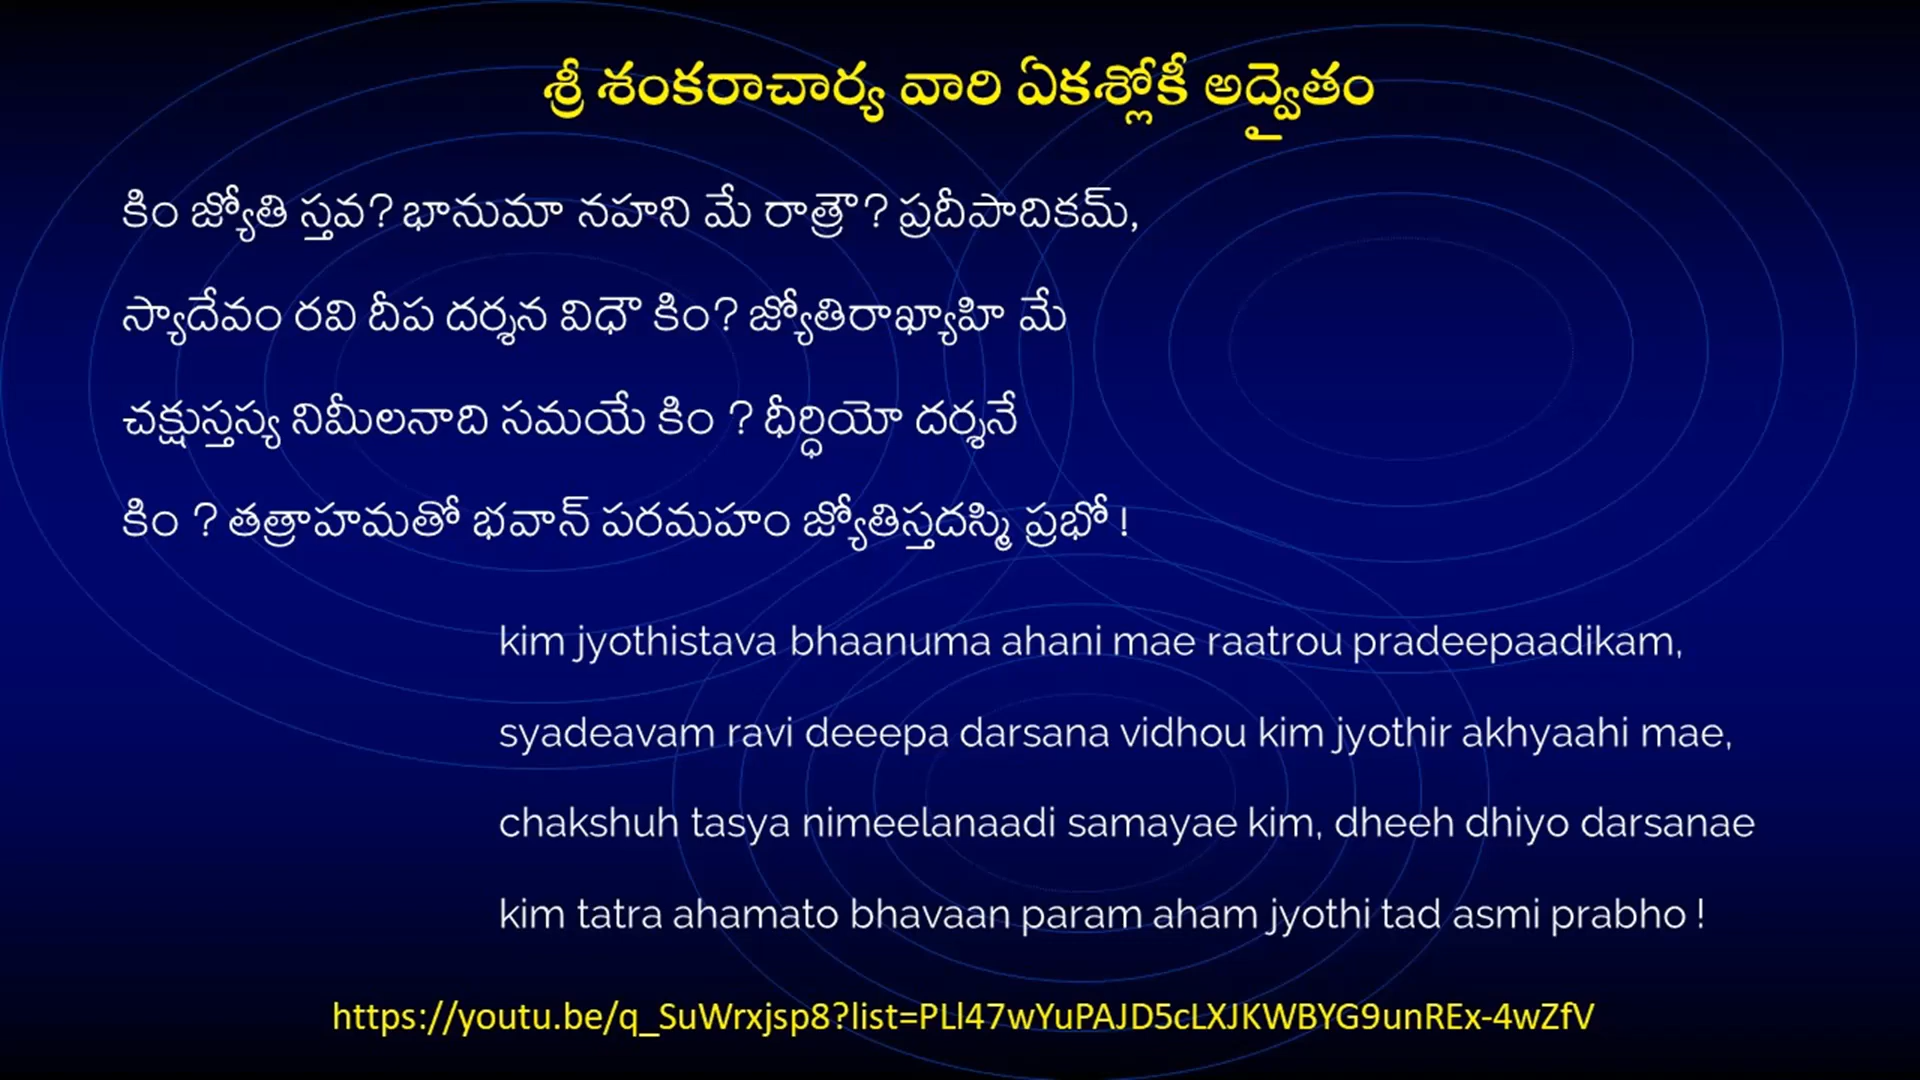 శ్రీ శంకరాచార్య వారి ఏకశ్లోకీ అద్వైతం
కిం జ్యోతి స్తవ? భానుమా నహని మే రాత్రౌ? ప్రదీపాదికమ్,
స్యాదేవం రవి దీప దర్శన విధౌ కిం? జ్యోతిరాఖ్యాహి మే
చక్షుస్తస్య నిమీలనాది సమయే కిం ? ధీర్ధియో దర్శనే
కిం ? తత్రాహమతో భవాన్ పరమహం జ్యోతిస్తదస్మి ప్రభో !
kim jyothistava bhaanuma ahani mae raatrou pradeepaadikam,
syadeavam ravi deeepa darsana vidhou kim jyothir akhyaahi mae,
chakshuh tasya nimeelanaadi samayae kim, dheeh dhiyo darsanae
kim tatra ahamato bhavaan param aham jyothi tad asmi prabho !
https://youtu.be/q_SuWrxjsp8?list=PLl47wYuPAJD5cLXJKWBYG9unREx-4wZfV